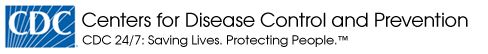 CDC Centers for Disease Control and Prevention
CDC 24/7: Saving Lives. Protecting People.™